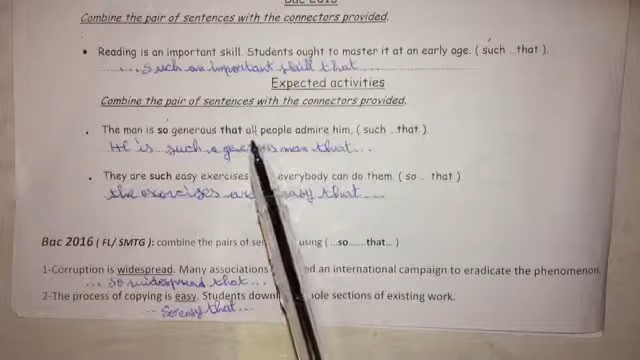 Bac 2015
Combine the pair of sentences with the connectors provided.
• Reading is an important skill. Students ought to master it at an early age. ( such ...that ).
.... Such an important skill that
Expected activities
Combine the pair of sentences with the connectors provided.
. The man is so generous that all people admire him. ( such ...that ).
He is such a man that...
. They are such easy exercises everybody can do them. ( so ... that )
the exercises easy that ...
Bac 2016 ( FL/ SMTG ): combine the pairs of using ( ...so.......that... )
1-Corruption is widespread. Many associations an international campaign to eradicate the phenomenon.
... so widespread that...
2-The process of copying is easy. Students sections of existing work.
... so easy that...